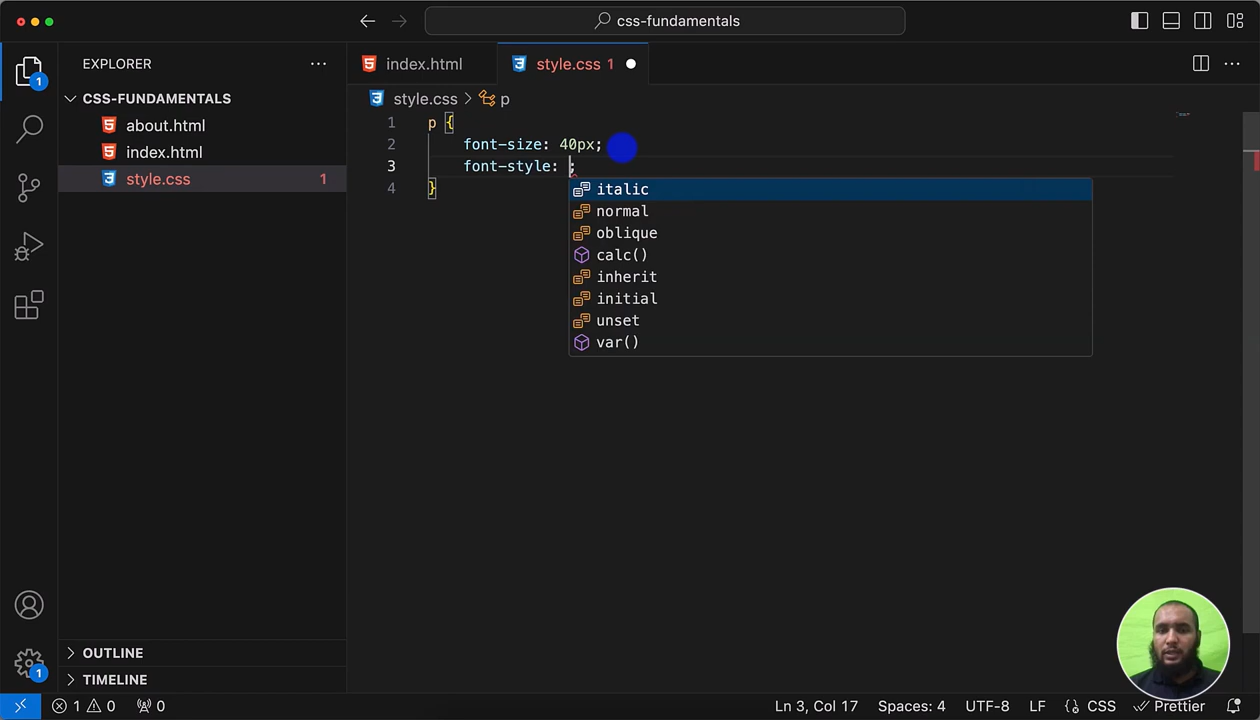 css-fundamentals
EXPLORER
index.html
style.css 1
CSS-FUNDAMENTALS
style.css > p
about.html
index.html
style.css 1
1 p {
2 font-size: 40px;
3 font-style: ;
4 }
italic
normal
oblique
calc()
inherit
initial
unset
var()
1
1
OUTLINE
TIMELINE
1 0 0
Ln 3, Col 17
Spaces: 4
UTF-8
LF
{} CSS
Prettier